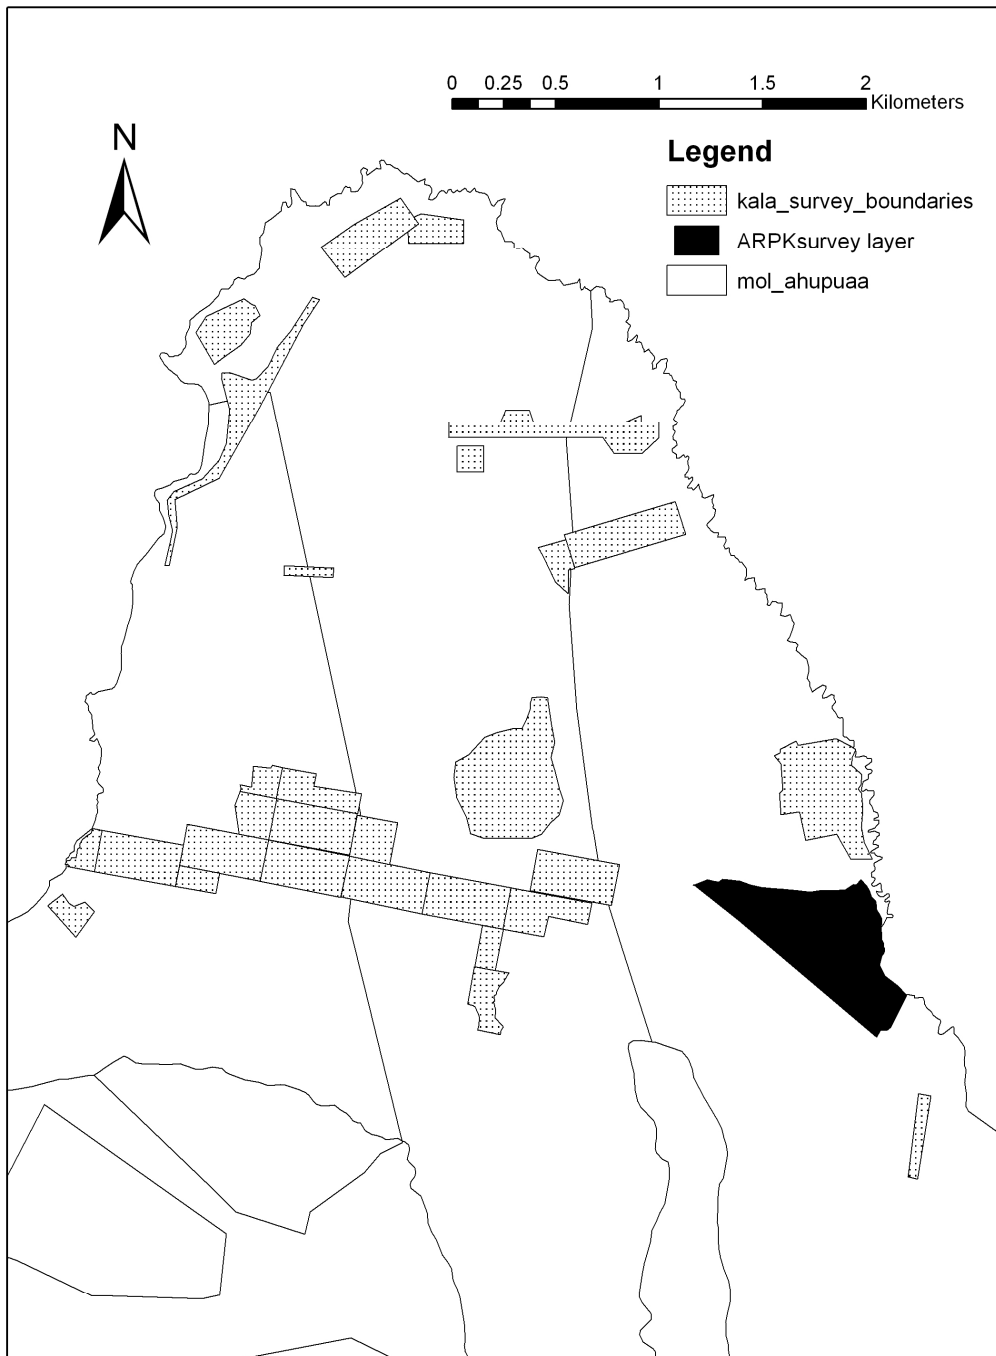 0 0.25 0.5 1 1.5 2
Kilometers
N
Legend
kala_survey_boundaries
ARPKsurvey layer
mol_ahupuaa